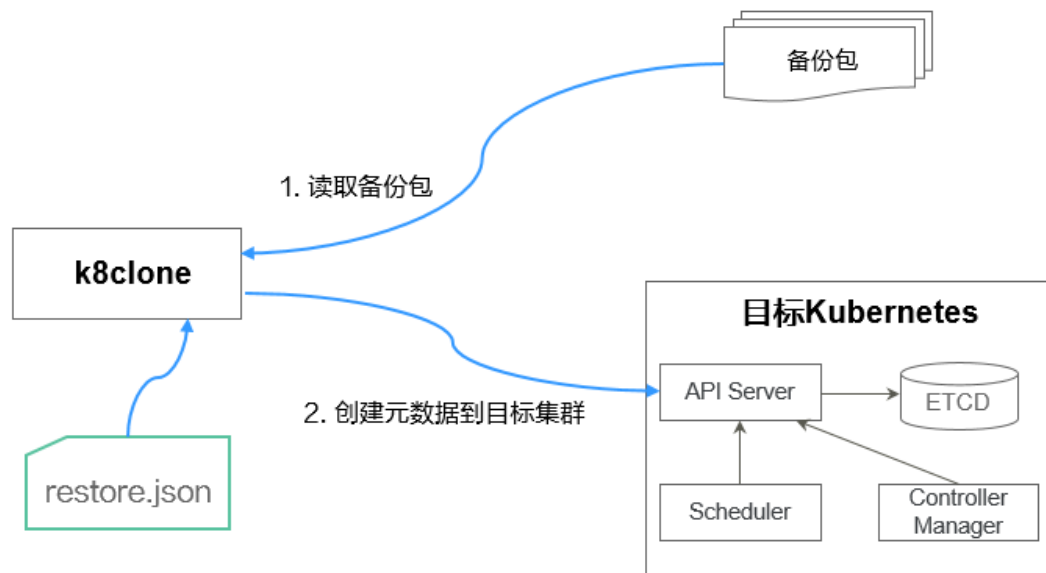 备份包
1. 读取备份包
k8clone
目标Kubernetes
API Server
ETCD
2. 创建元数据到目标集群
restore.json
Scheduler
Controller
Manager